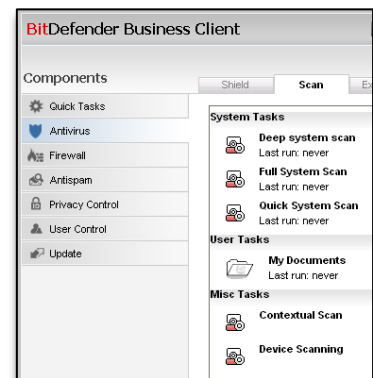 BitDefender Business Client
Components
Shield
Scan
Quick Tasks
Antivirus
Firewall
Antispam
Privacy Control
User Control
Update
System Tasks
Deep system scan
Last run: never
Full System Scan
Last run: never
Quick System Scan
Last run: never
User Tasks
My Documents
Last run: never
Misc Tasks
Contextual Scan
Device Scanning